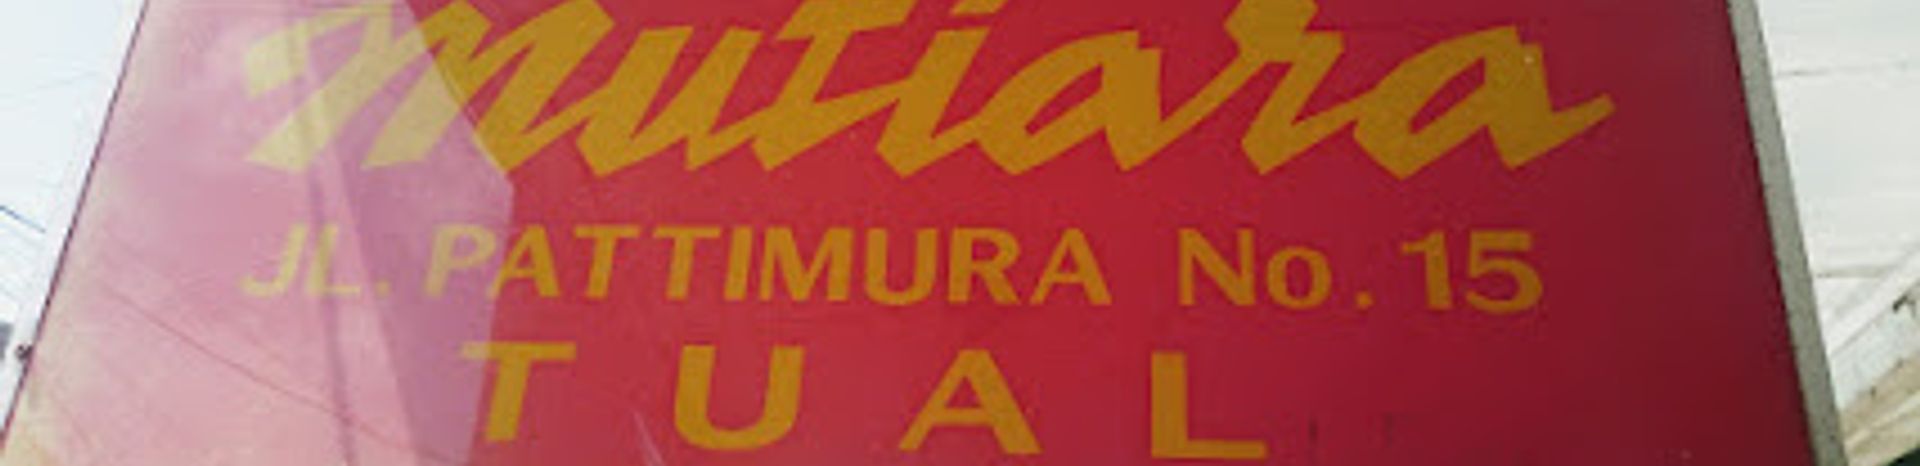 Mutiara
JL. PATTIMURA No. 15
TUAL